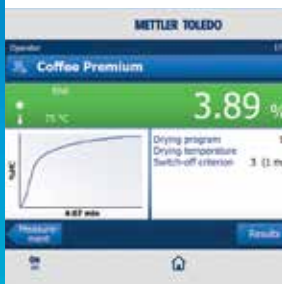 METTLER TOLEDO
Operator
Coffee Premium
End
3.89 %
75 °C
Drying program
Drying temperature
Switch-off criterion 3 (1 m
%MC
4:07 min
Measure-
ment
Results